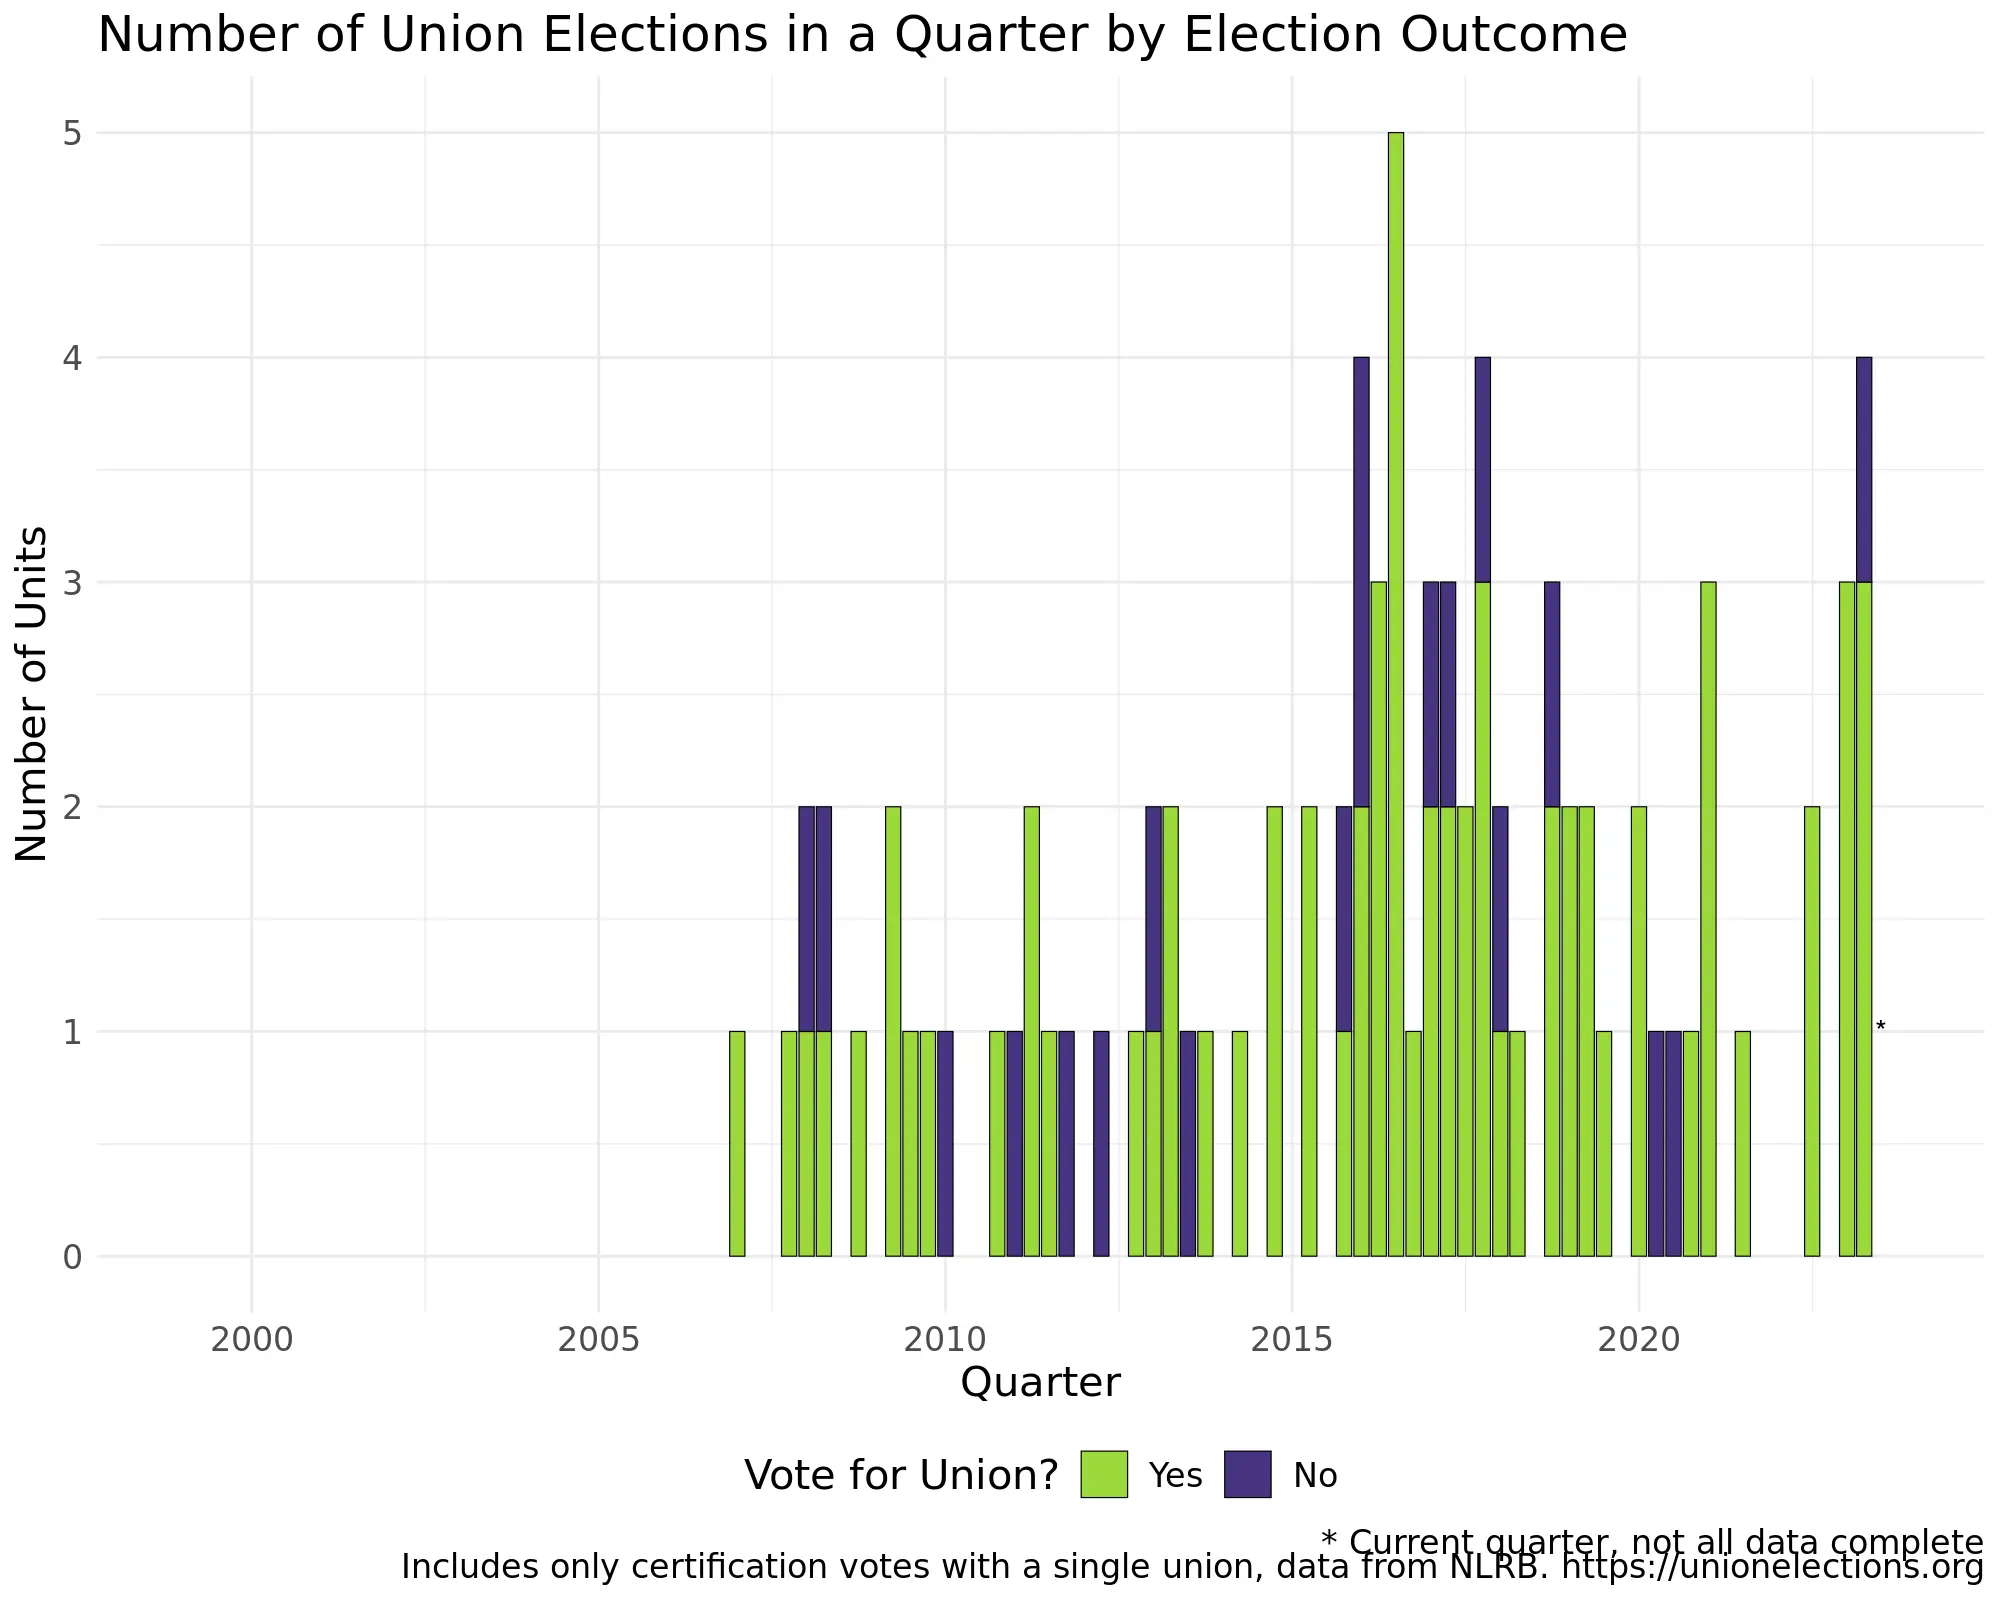 Number of Union Elections in a Quarter by Election Outcome
Number of Units
5
4
3
2
1
0
*
2000 2005 2010 2015 2020
Quarter
Vote for Union? Yes No
* Current quarter, not all data complete
Includes only certification votes with a single union, data from NLRB. https://unionelections.org